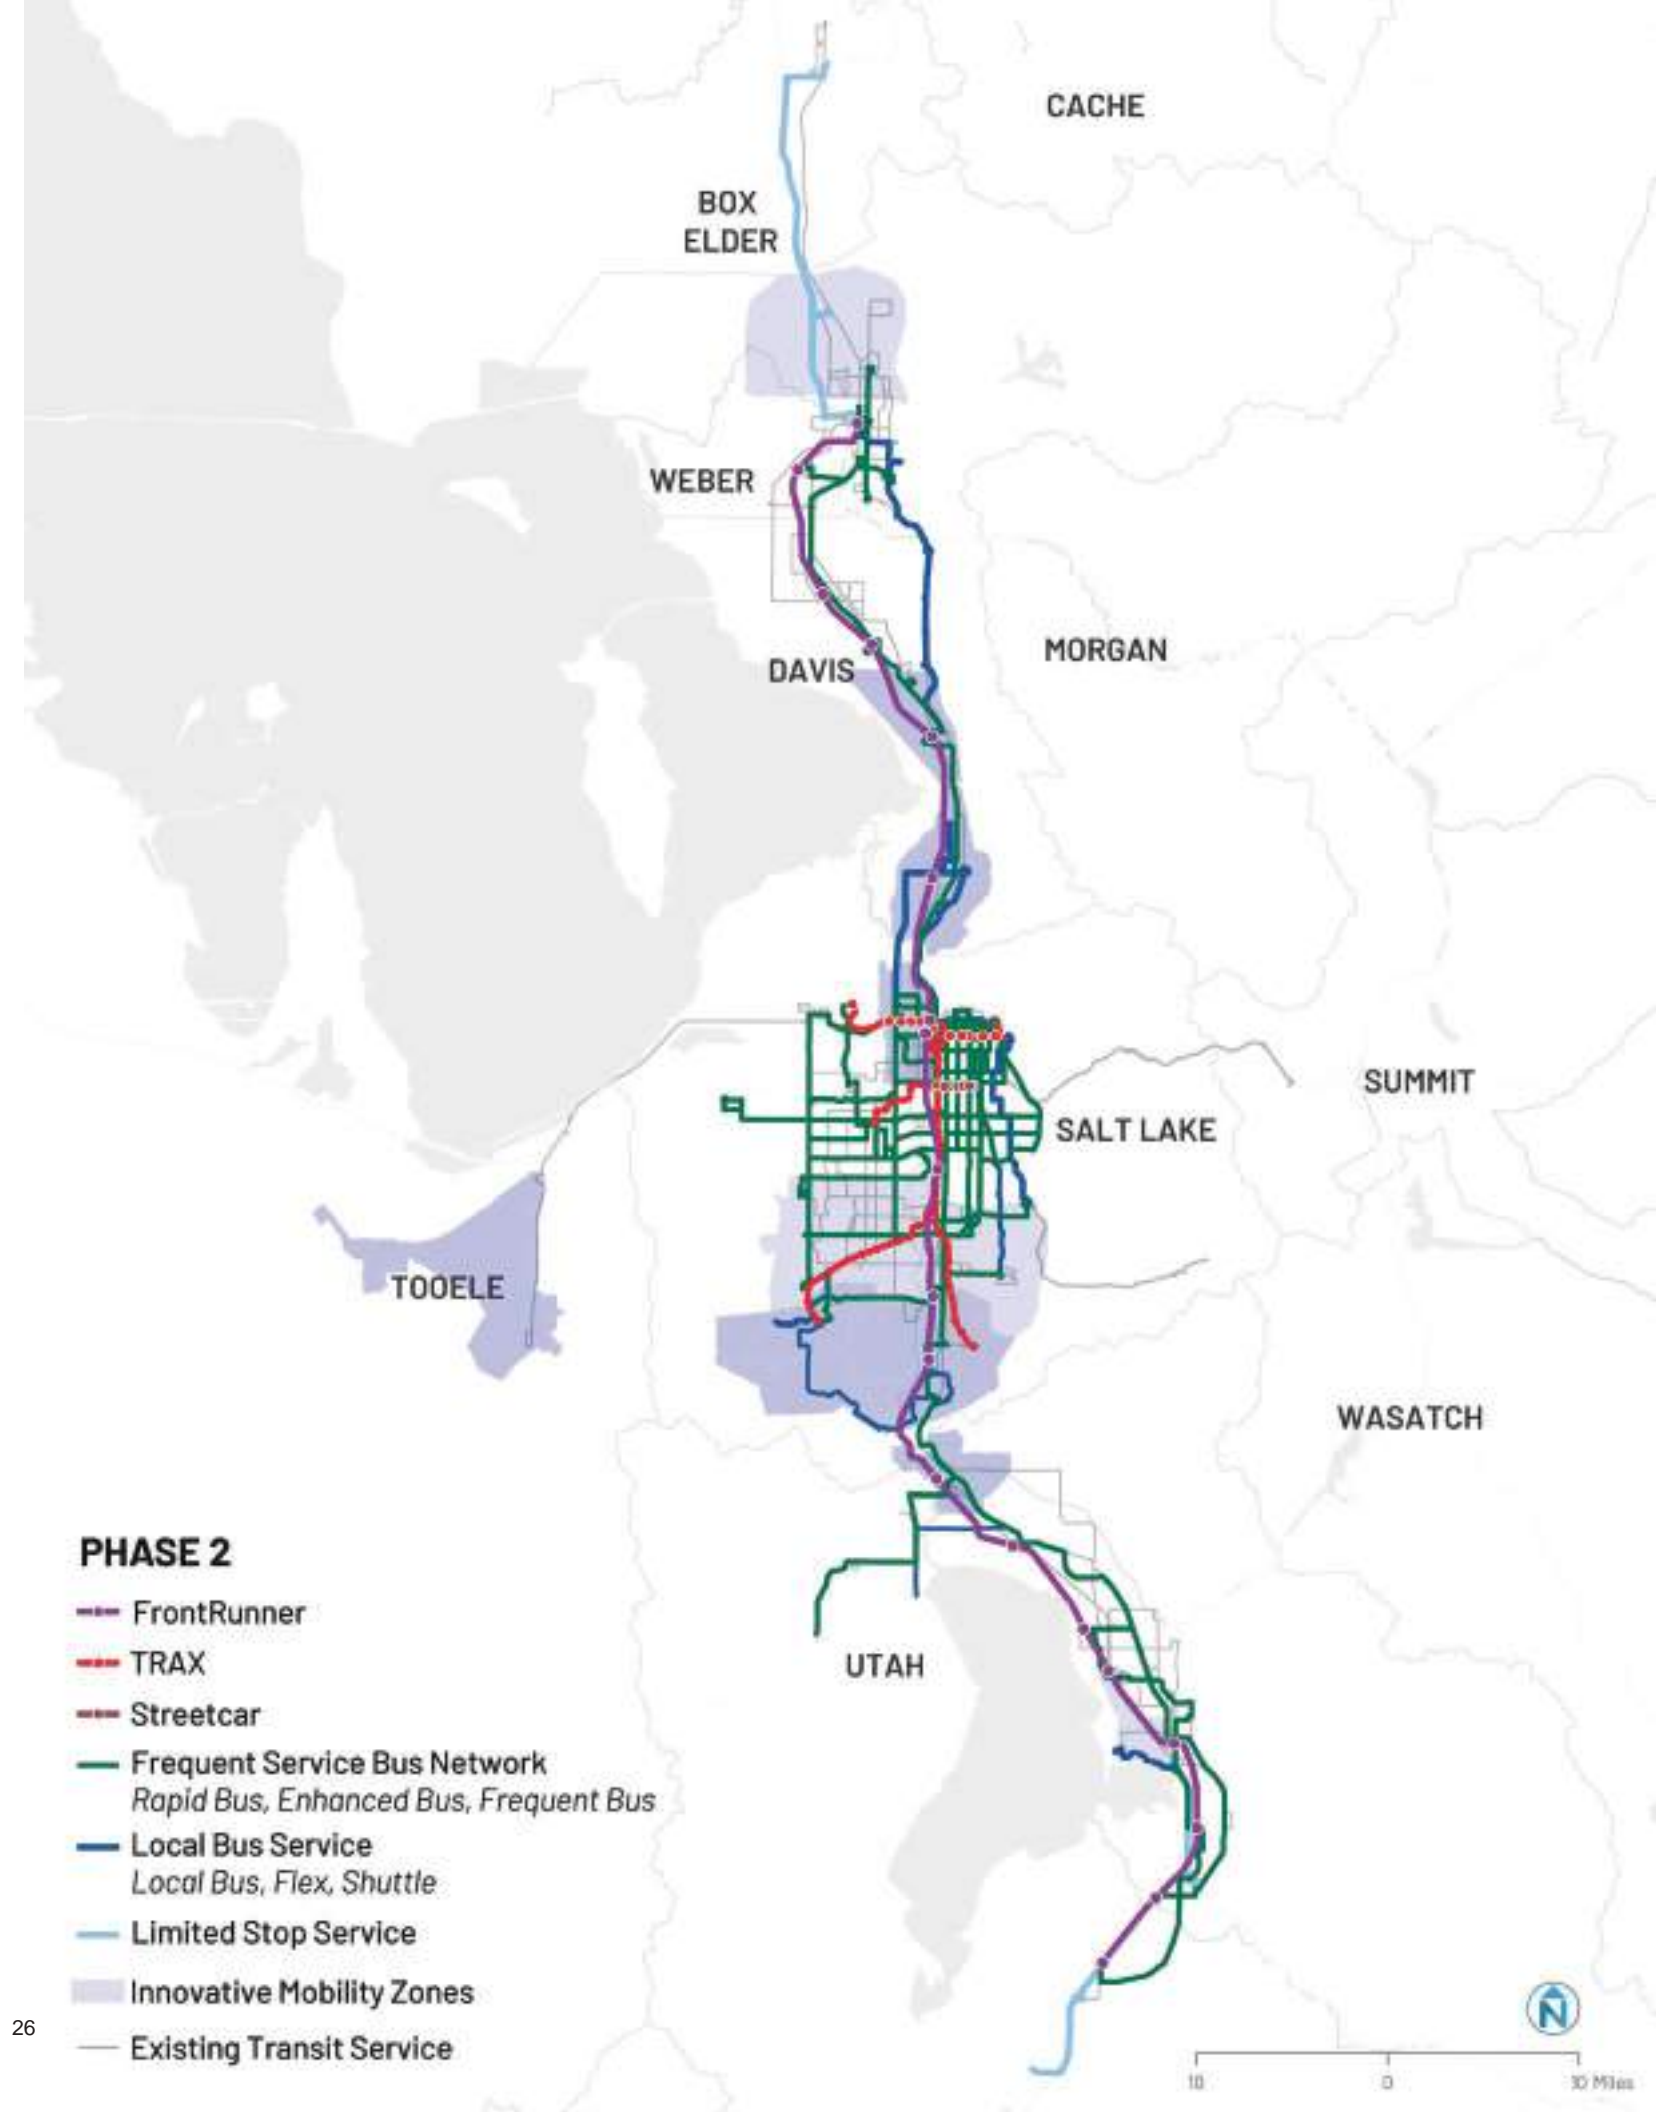 CACHE
BOX
ELDER
WEBER
MORGAN
DAVIS
SUMMIT
SALT LAKE
TOOELE
WASATCH
UTAH
PHASE 2
FrontRunner
TRAX
Streetcar
Frequent Service Bus Network
Rapid Bus, Enhanced Bus, Frequent Bus
Local Bus Service
Local Bus, Flex, Shuttle
Limited Stop Service
Innovative Mobility Zones
Existing Transit Service
26
N
10 0 10 Miles